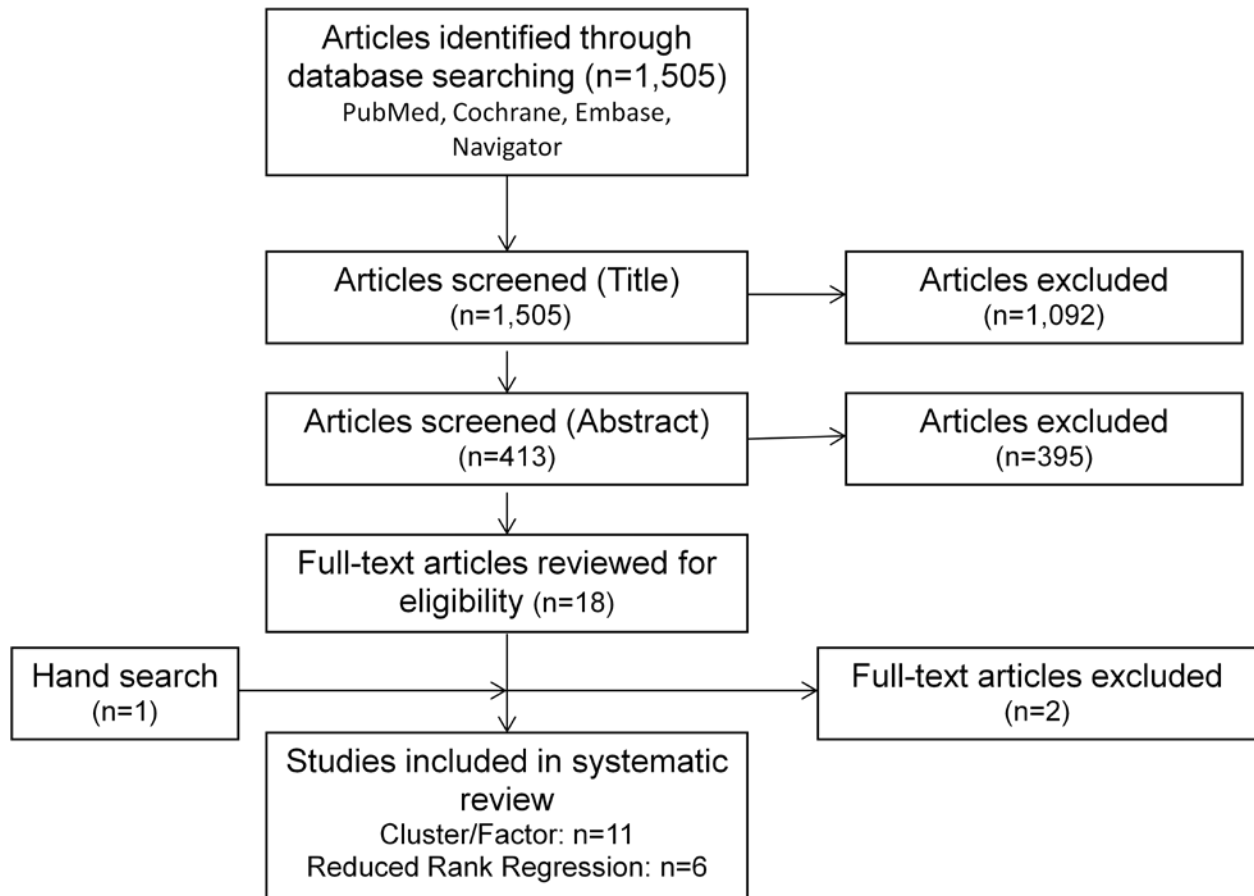 Articles identified through
database searching (n=1,505)
PubMed, Cochrane, Embase,
Navigator
Articles screened (Title)
(n=1,505)
Articles excluded
(n=1,092)
Articles screened (Abstract)
(n=413)
Articles excluded
(n=395)
Full-text articles reviewed for
eligibility (n=18)
Hand search
(n=1)
Full-text articles excluded
(n=2)
Studies included in systematic
review
Cluster/Factor: n=11
Reduced Rank Regression: n=6